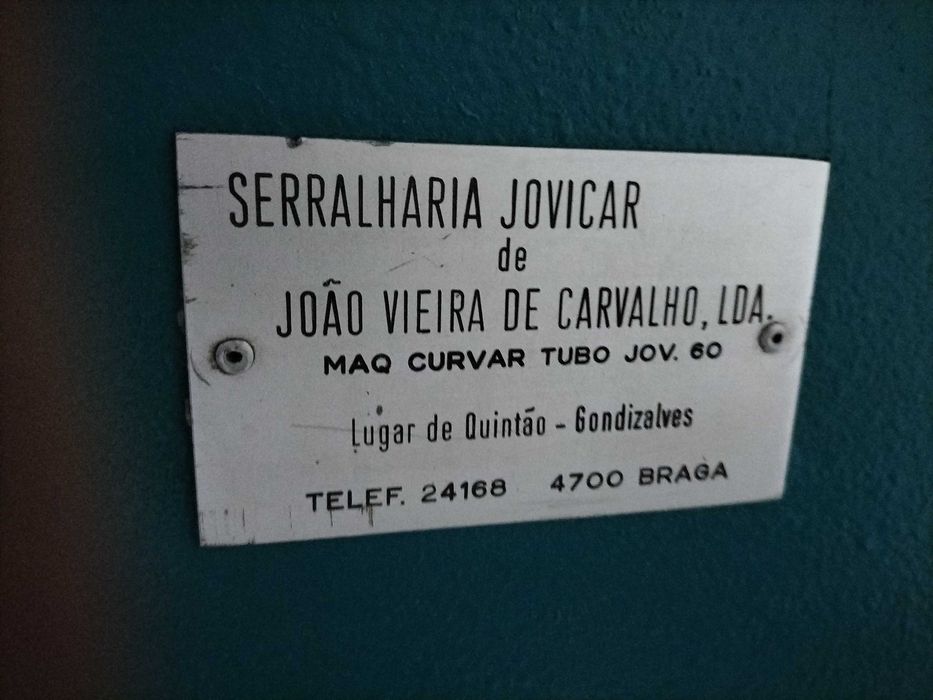 SERRALHARIA JOVICAR
de
JOÃO VIEIRA DE CARVALHO, LDA.
MAQ CURVAR TUBO JOV. 60
Lugar de Quintão - Gondizalves
TELEF. 24168 4700 BRAGA